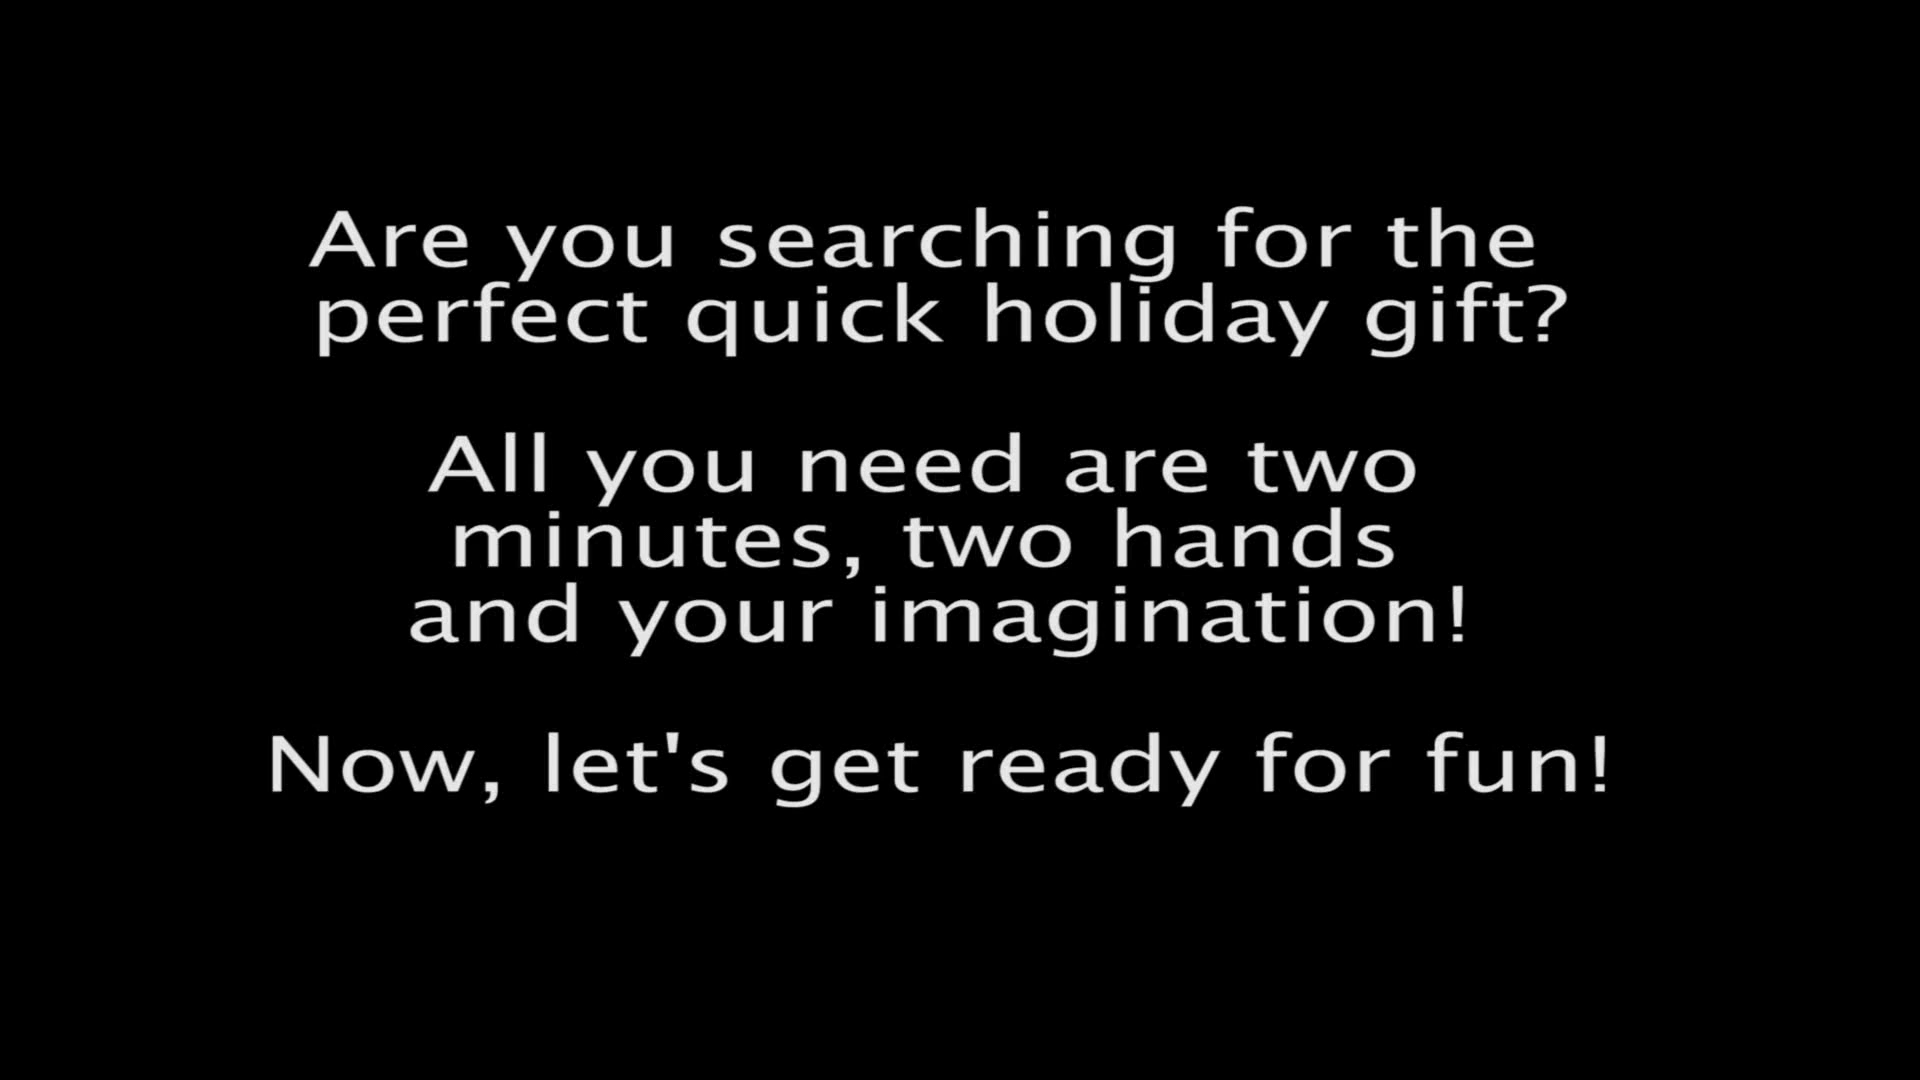 Are you searching for the
perfect quick holiday gift?
All you need are two
minutes, two hands
and your imagination!
Now, let's get ready for fun!